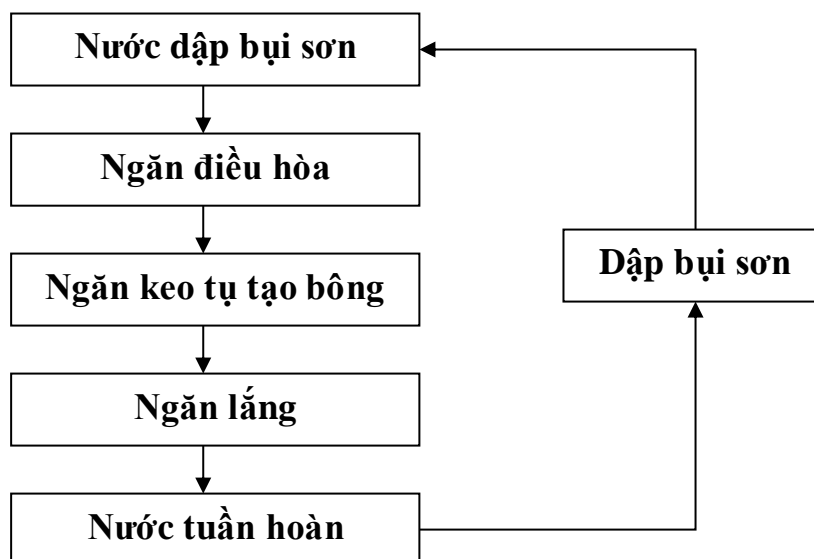 Nước dập bụi sơn
Ngăn điều hòa
Ngăn keo tụ tạo bông
Dập bụi sơn
Ngăn lắng
Nước tuần hoàn